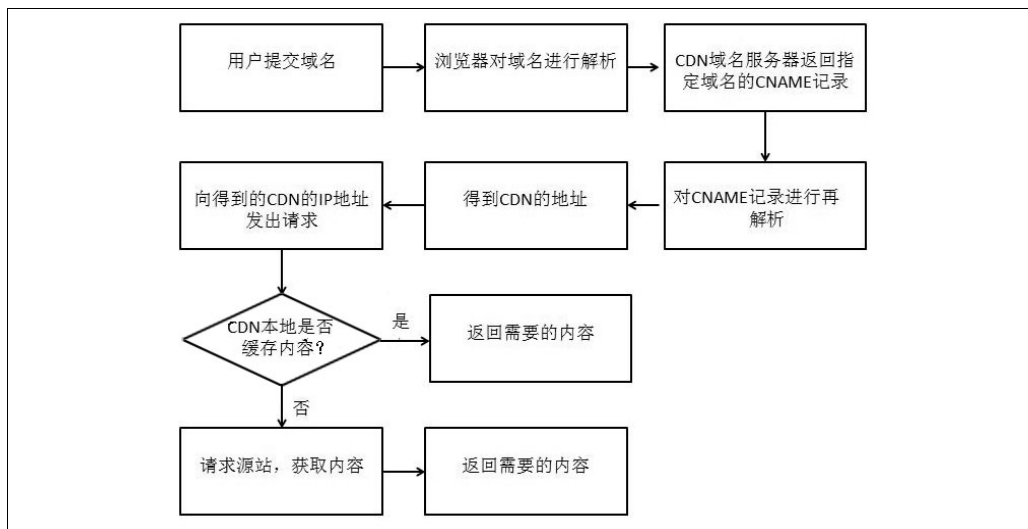 用户提交域名
浏览器对域名进行解析
CDN域名服务器返回指
定域名的CNAME记录
对CNAME记录进行再
解析
得到CDN的地址
向得到的CDN的IP地址
发出请求
CDN本地是否
缓存内容?
是
返回需要的内容
否
请求源站，获取内容
返回需要的内容